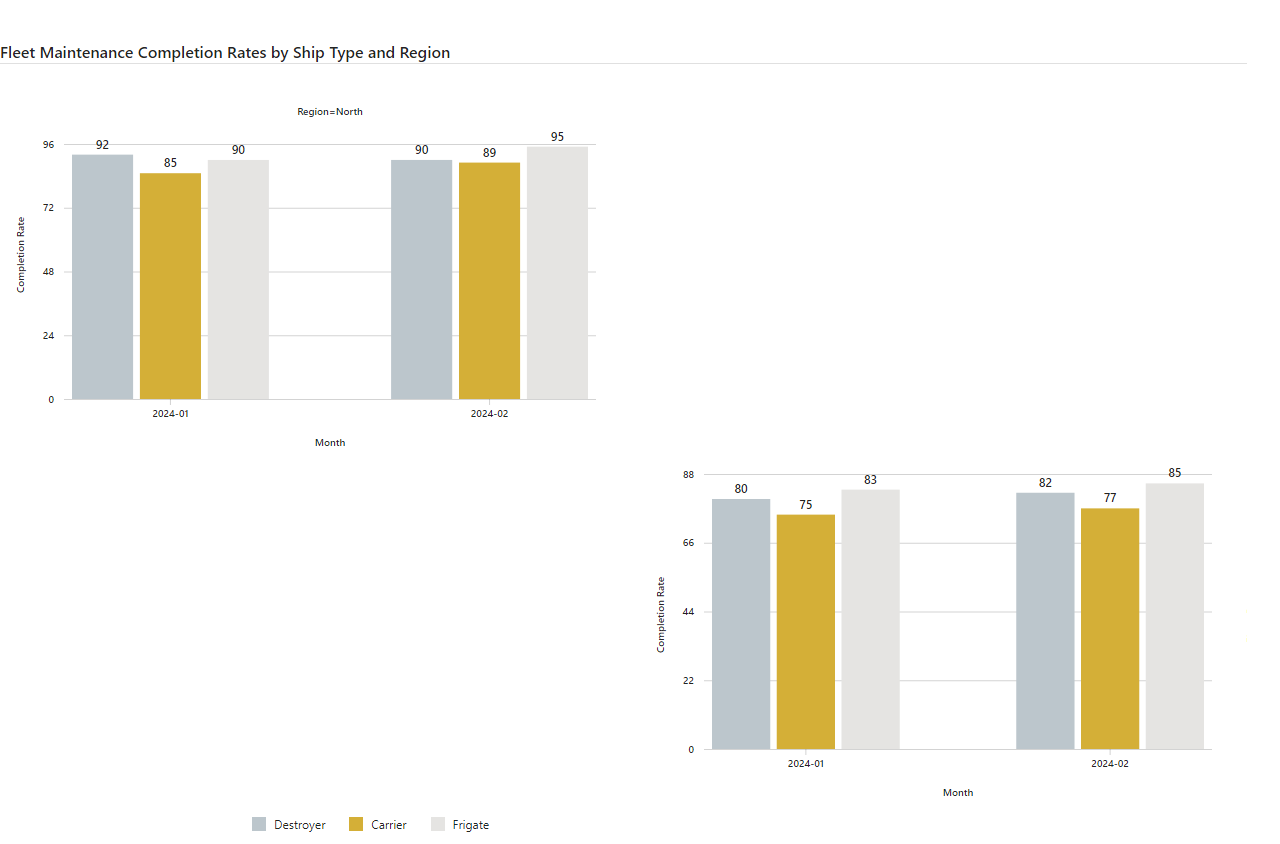 Fleet Maintenance Completion Rates by Ship Type and Region
Region=North
96
72
48
24
0
Completion Rate
92
85
90
90
89
95
2024-01
2024-02
Month
88
66
44
22
0
Completion Rate
80
75
83
82
77
85
2024-01
2024-02
Month
Destroyer
Carrier
Frigate